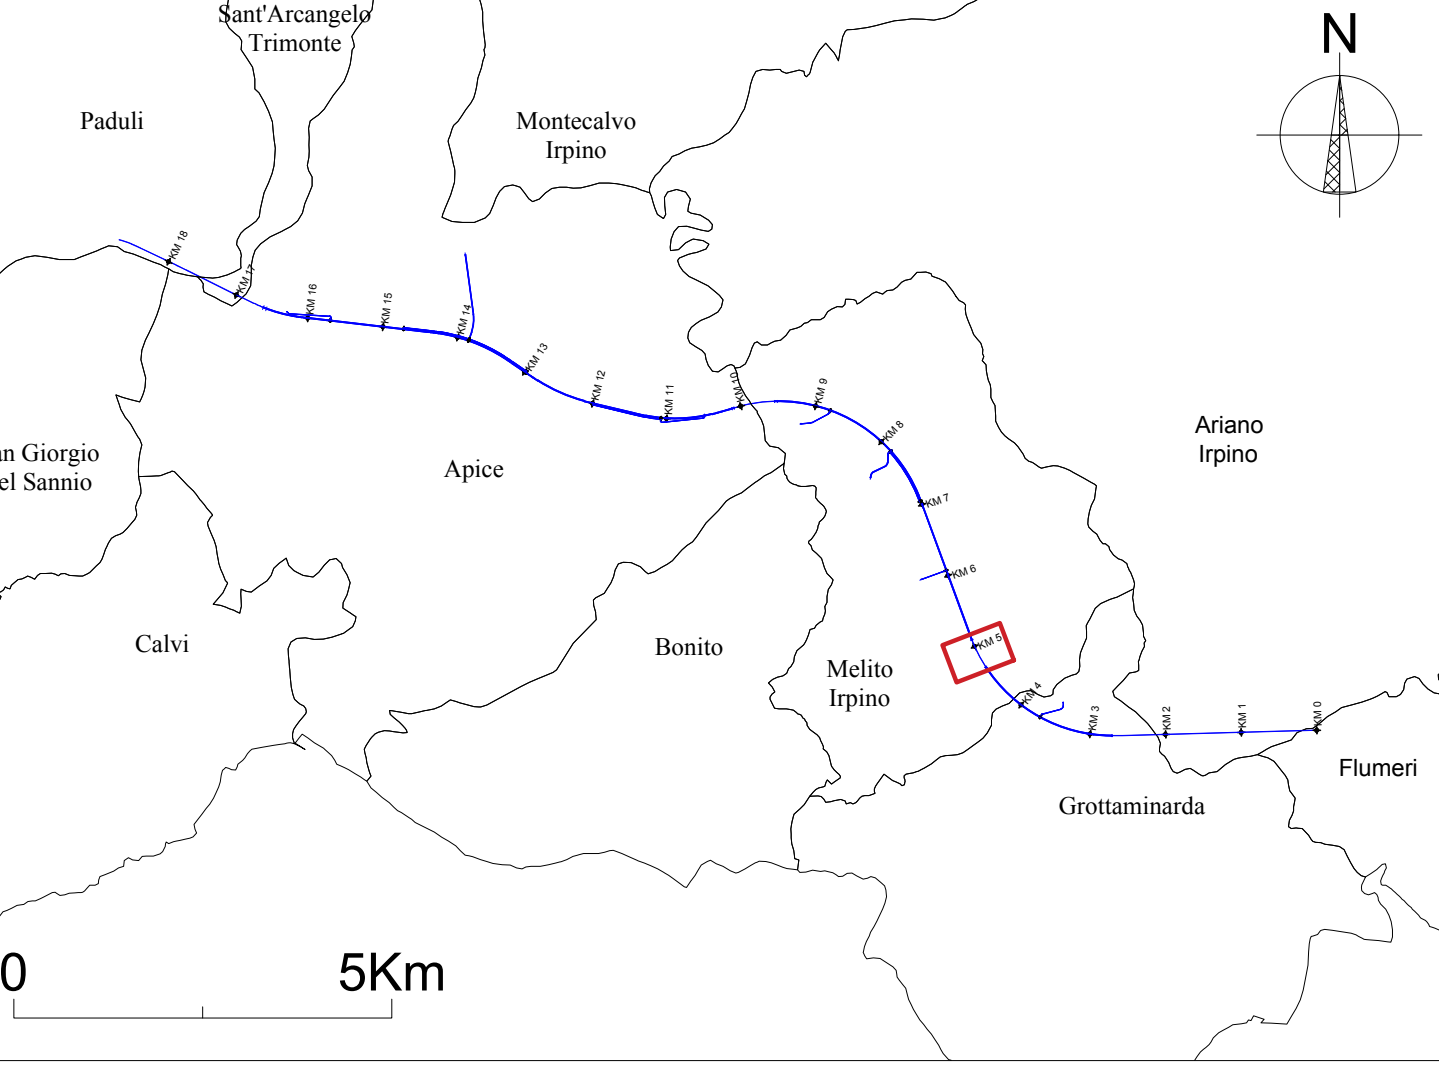 Sant'Arcangelo
Trimonte
N
Paduli
Montecalvo
Irpino
KM 18
KM 17
KM 16
KM 15
KM 14
KM 13
KM 12
KM 11
KM 10
KM 9
KM 8
KM 7
KM 6
KM 5
KM 4
KM 3
KM 2
KM 1
KM 0
Ariano
Irpino
an Giorgio
el Sannio
Apice
Calvi
Bonito
Melito
Irpino
Flumeri
Grottaminarda
0 5Km